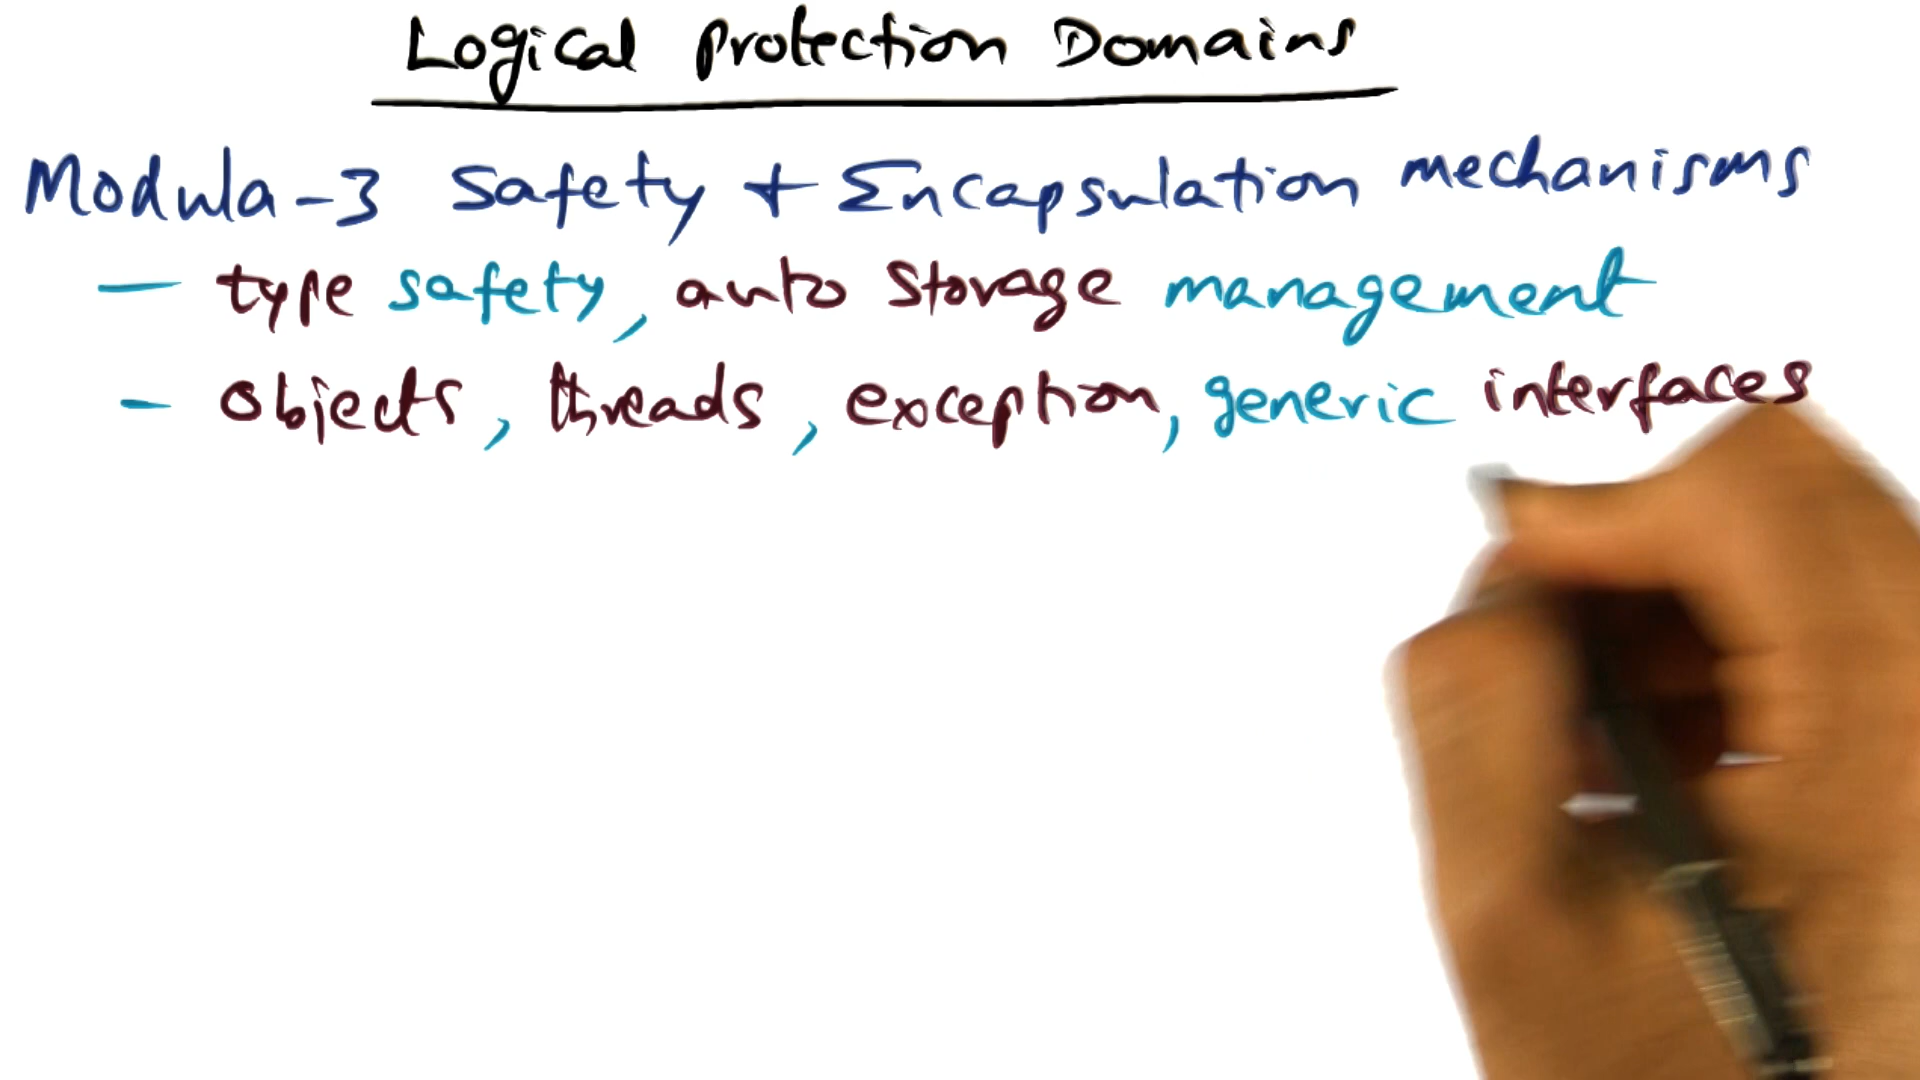 Logical Protection Domains
Modula-3 Safety + Encapsulation mechanisms
- type safety, auto storage management
- objects, threads, exception, generic interfaces